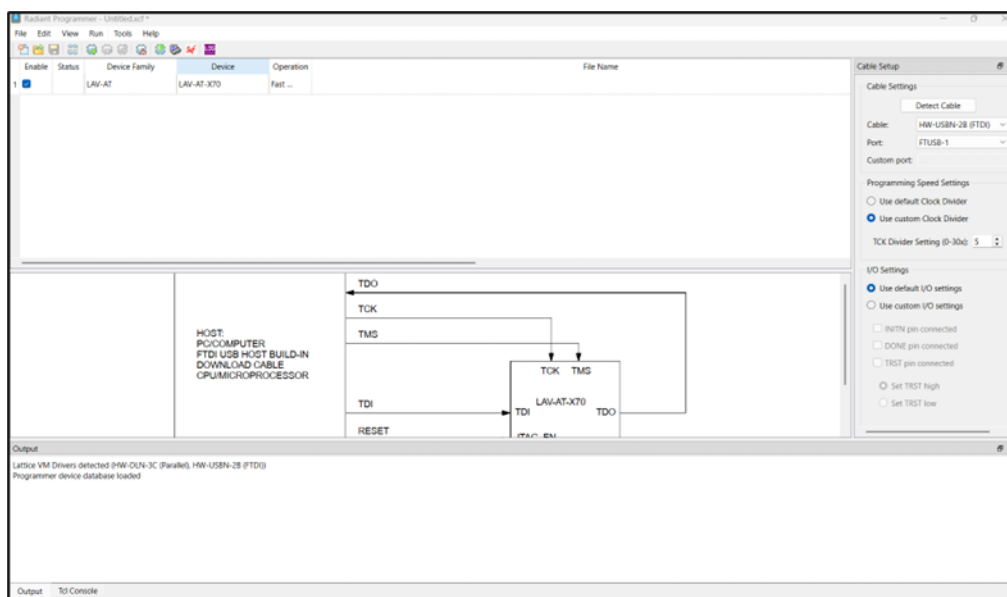 Radiant Programmer - Untitled.xcf *
File Edit View Run Tools Help
Enable Status Device Family Device Operation File Name
1 LAV-AT LAV-AT-X70 Fast ...
Cable Setup
Cable Settings
Detect Cable
Cable: HW-USBN-2B (FTDI)
Port: FTUSB-1
Custom port:
Programming Speed Settings
Use default Clock Divider
Use custom Clock Divider
TCK Divider Setting (0-30x): 5
I/O Settings
Use default I/O settings
Use custom I/O settings
INITN pin connected
DONE pin connected
TRST pin connected
Set TRST high
Set TRST low
TDO
TCK
TMS
HOST:
PC/COMPUTER
FTDI USB HOST BUILD-IN
DOWNLOAD CABLE
CPU/MICROPROCESSOR
TCK TMS
LAV-AT-X70
TDI
TDI TDO
RESET
JTAG_EN
Output
Lattice VM Drivers detected (HW-DLN-3C (Parallel), HW-USBN-2B (FTDI))
Programmer device database loaded
Output Tcl Console